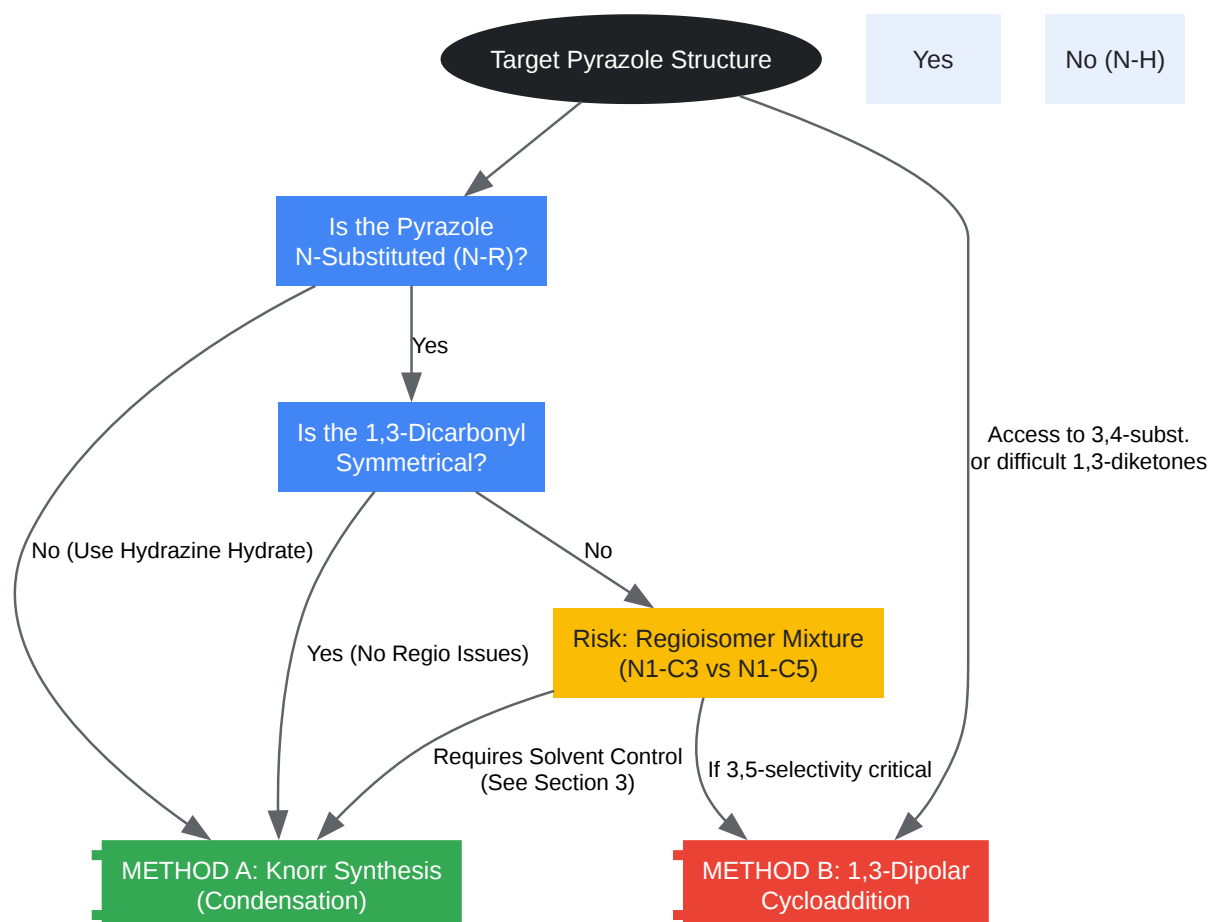 Target Pyrazole Structure
Yes
No (N-H)
Is the Pyrazole
N-Substituted (N-R)?
Yes
Is the 1,3-Dicarbonyl
Symmetrical?
Access to 3,4-subst.
or difficult 1,3-diketones
No (Use Hydrazine Hydrate)
No
Yes (No Regio Issues)
Risk: Regioisomer Mixture
(N1-C3 vs N1-C5)
Requires Solvent Control
(See Section 3)
If 3,5-selectivity critical
METHOD A: Knorr Synthesis
(Condensation)
METHOD B: 1,3-Dipolar
Cycloaddition